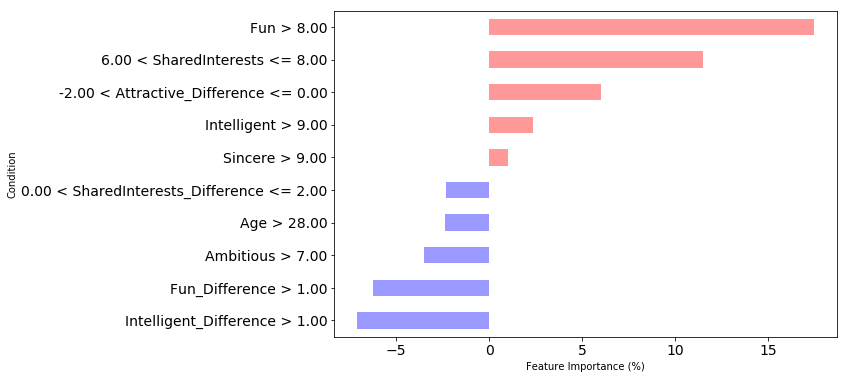 Fun > 8.00
6.00 < SharedInterests <= 8.00
-2.00 < Attractive_Difference <= 0.00
Intelligent > 9.00
Sincere > 9.00
0.00 < SharedInterests_Difference <= 2.00
Age > 28.00
Ambitious > 7.00
Fun_Difference > 1.00
Intelligent_Difference > 1.00
Condition
−5 0 5 10 15
Feature Importance (%)